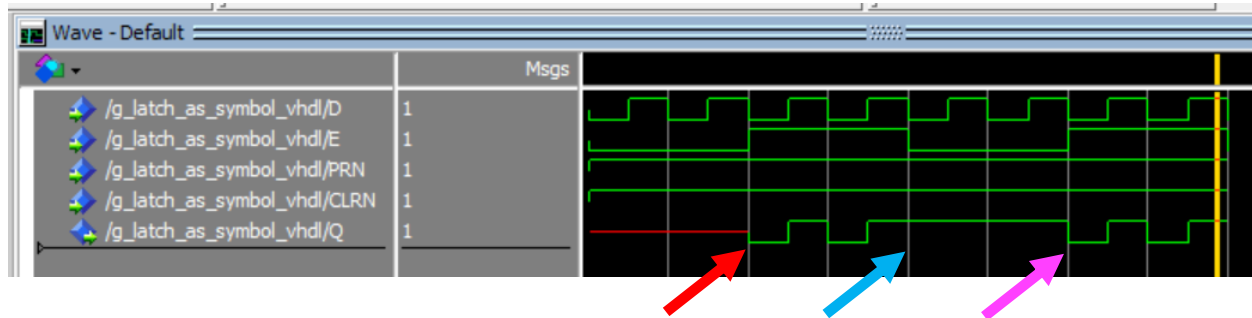 Wave - Default
Msgs
/g_latch_as_symbol_vhdl/D 1
/g_latch_as_symbol_vhdl/E 1
/g_latch_as_symbol_vhdl/PRN 1
/g_latch_as_symbol_vhdl/CLRN 1
/g_latch_as_symbol_vhdl/Q 1